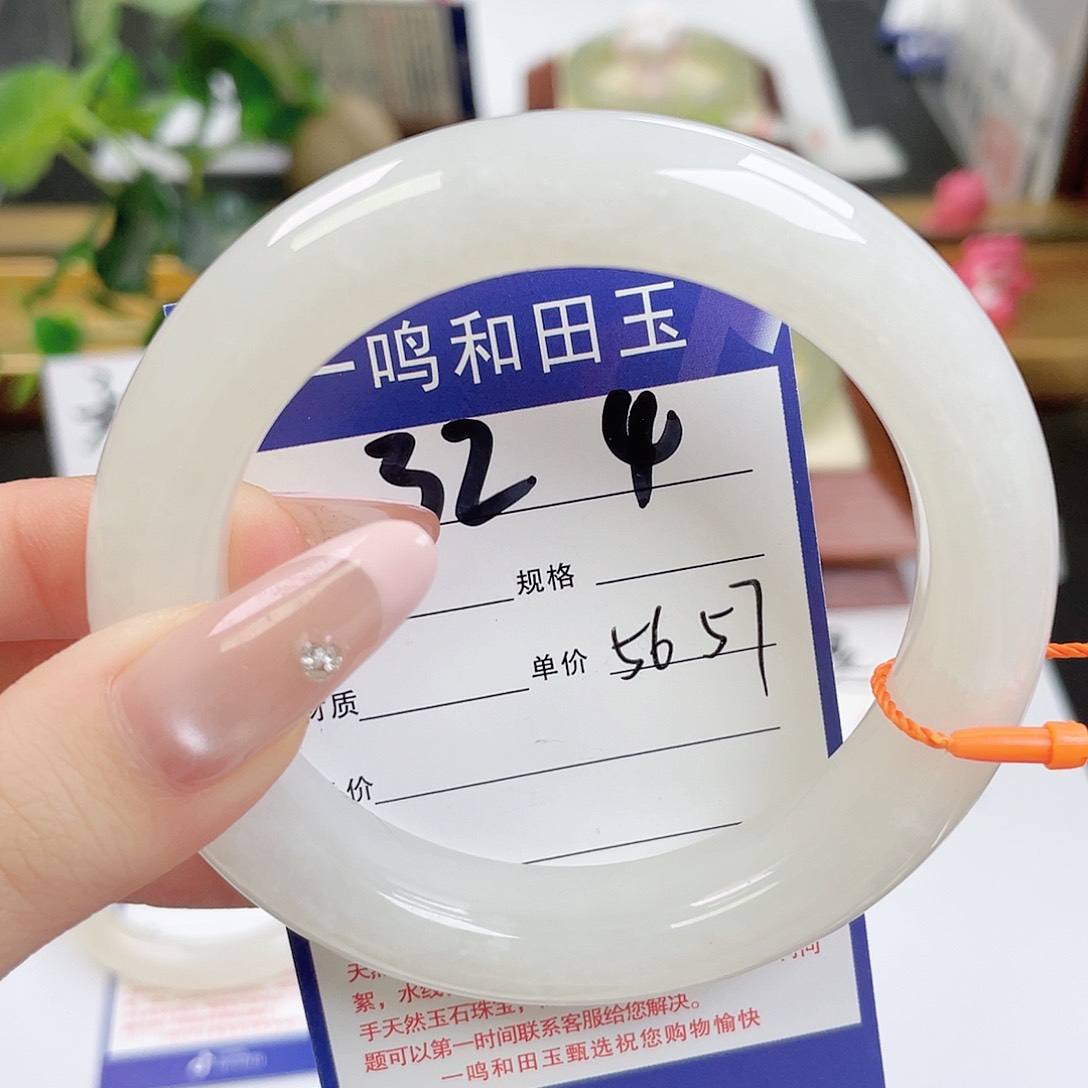 一鸣和田玉
32 4
规格
单价 5657
质
价
絮，水线
手天然玉石珠宝，
题可以第一时间联系客服给您解决。
一鸣和田玉甄选祝您购物愉快